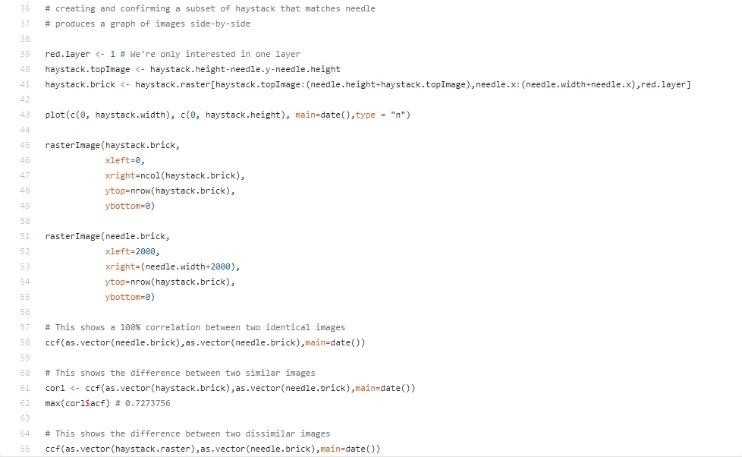 36 # creating and confirming a subset of haystack that matches needle
37 # produces a graph of images side-by-side
38
39 red.layer <- 1 # We're only interested in one layer
40 haystack.topImage <- haystack.height-needle.y-needle.height
41 haystack.brick <- haystack.raster[haystack.topImage:(needle.height+haystack.topImage),needle.x:(needle.width+needle.x),red.layer]
42
43 plot(c(0, haystack.width), c(0, haystack.height), main=date(),type = "n")
44
45 rasterImage(haystack.brick,
46 xleft=0,
47 xright=ncol(haystack.brick),
48 ytop=nrow(haystack.brick),
49 ybottom=0)
50
51 rasterImage(needle.brick,
52 xleft=2000,
53 xright=(needle.width+2000),
54 ytop=nrow(haystack.brick),
55 ybottom=0)
56
57 # This shows a 100% correlation between two identical images
58 ccf(as.vector(needle.brick),as.vector(needle.brick),main=date())
59
60 # This shows the difference between two similar images
61 corl <- ccf(as.vector(haystack.brick),as.vector(needle.brick),main=date())
62 max(corl$acf) # 0.7273756
63
64 # This shows the difference between two dissimilar images
65 ccf(as.vector(haystack.raster),as.vector(needle.brick),main=date())